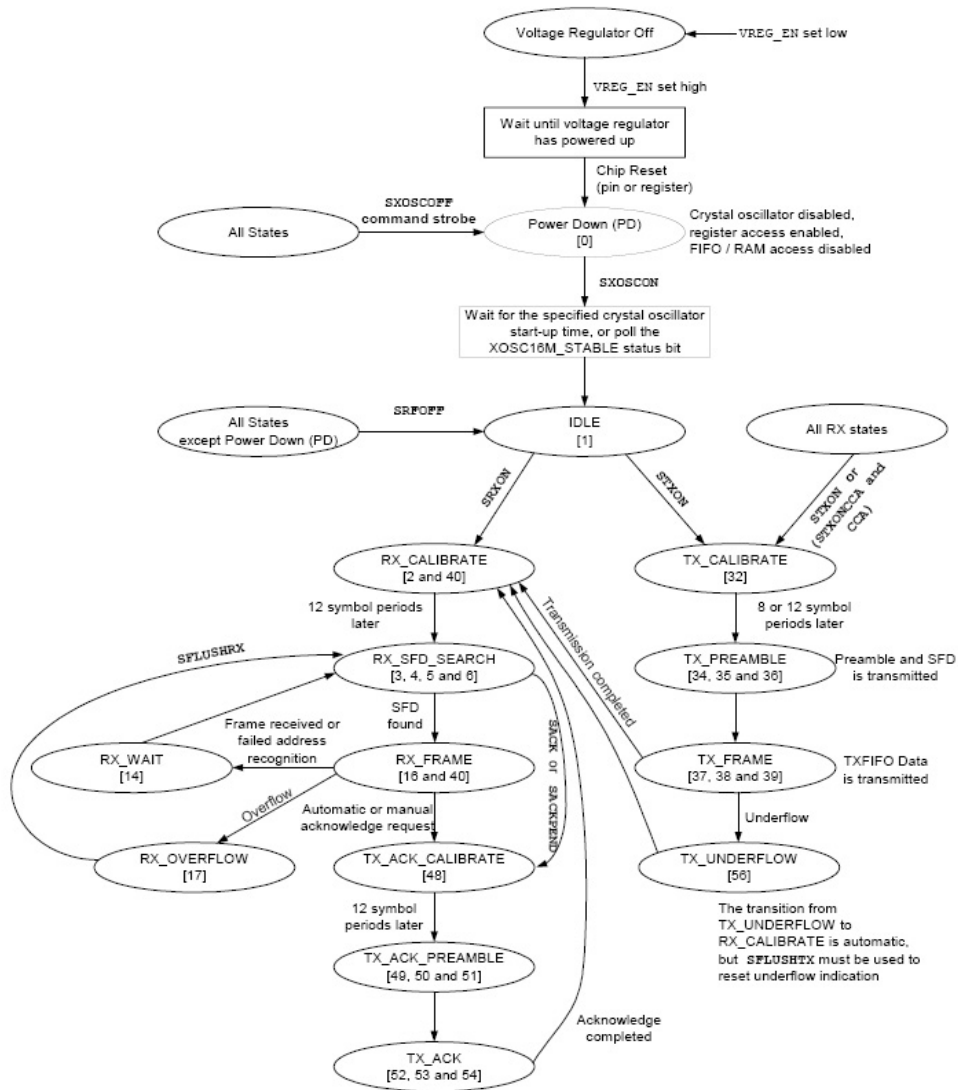 Voltage Regulator Off
VREG_EN set low
VREG_EN set high
Wait until voltage regulator
has powered up
Chip Reset
(pin or register)
SXOSCOFF
command strobe
All States
Power Down (PD)
[0]
Crystal oscillator disabled,
register access enabled,
FIFO / RAM access disabled
SXOSCON
Wait for the specified crystal oscillator
start-up time, or poll the
XOSC16M_STABLE status bit
All States
except Power Down (PD)
SRFOFF
IDLE
[1]
All RX states
SRXON
STXON
STXON or
(STXONCCA and
CCA)
RX_CALIBRATE
[2 and 40]
TX_CALIBRATE
[32]
12 symbol periods
later
8 or 12 symbol
periods later
Transmission completed
SFLUSHRX
RX_SFD_SEARCH
[3, 4, 5 and 6]
TX_PREAMBLE
[34, 35 and 36]
Preamble and SFD
is transmitted
SFD
found
Frame received or
failed address
recognition
SACK or SACKPEND
RX_WAIT
[14]
RX_FRAME
[16 and 40]
TX_FRAME
[37, 38 and 39]
TXFIFO Data
is transmitted
Overflow
Automatic or manual
acknowledge request
Underflow
RX_OVERFLOW
[17]
TX_ACK_CALIBRATE
[48]
TX_UNDERFLOW
[56]
12 symbol
periods later
The transition from
TX_UNDERFLOW to
RX_CALIBRATE is automatic,
but SFLUSHTX must be used to
reset underflow indication
TX_ACK_PREAMBLE
[49, 50 and 51]
Acknowledge
completed
TX_ACK
[52, 53 and 54]